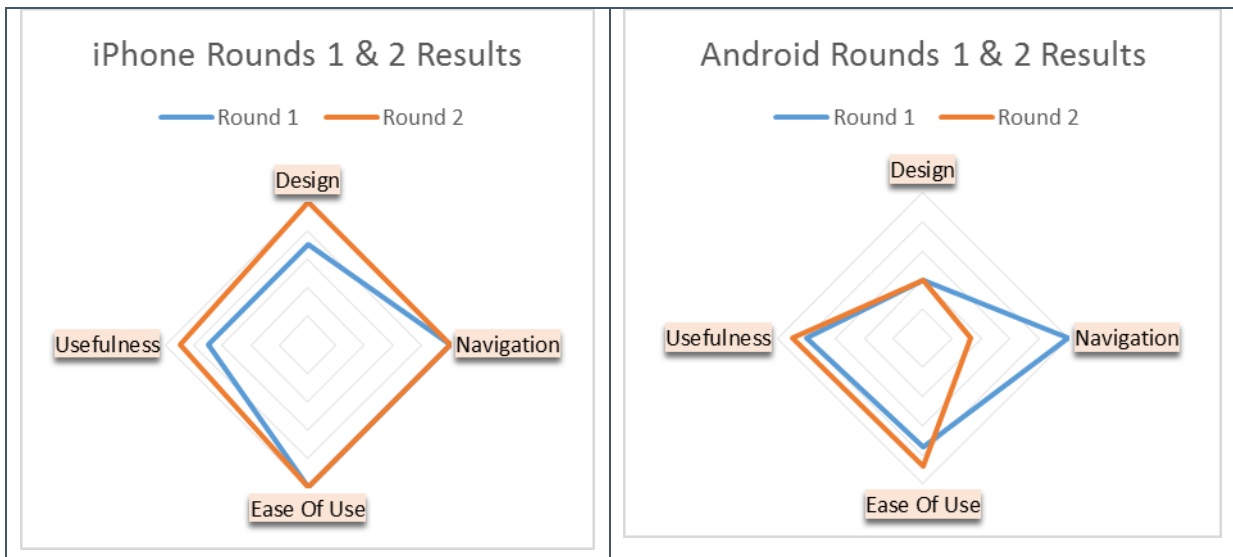 iPhone Rounds 1 & 2 Results
Round 1 Round 2
Design
Usefulness Navigation
Ease Of Use
Android Rounds 1 & 2 Results
Round 1 Round 2
Design
Usefulness Navigation
Ease Of Use